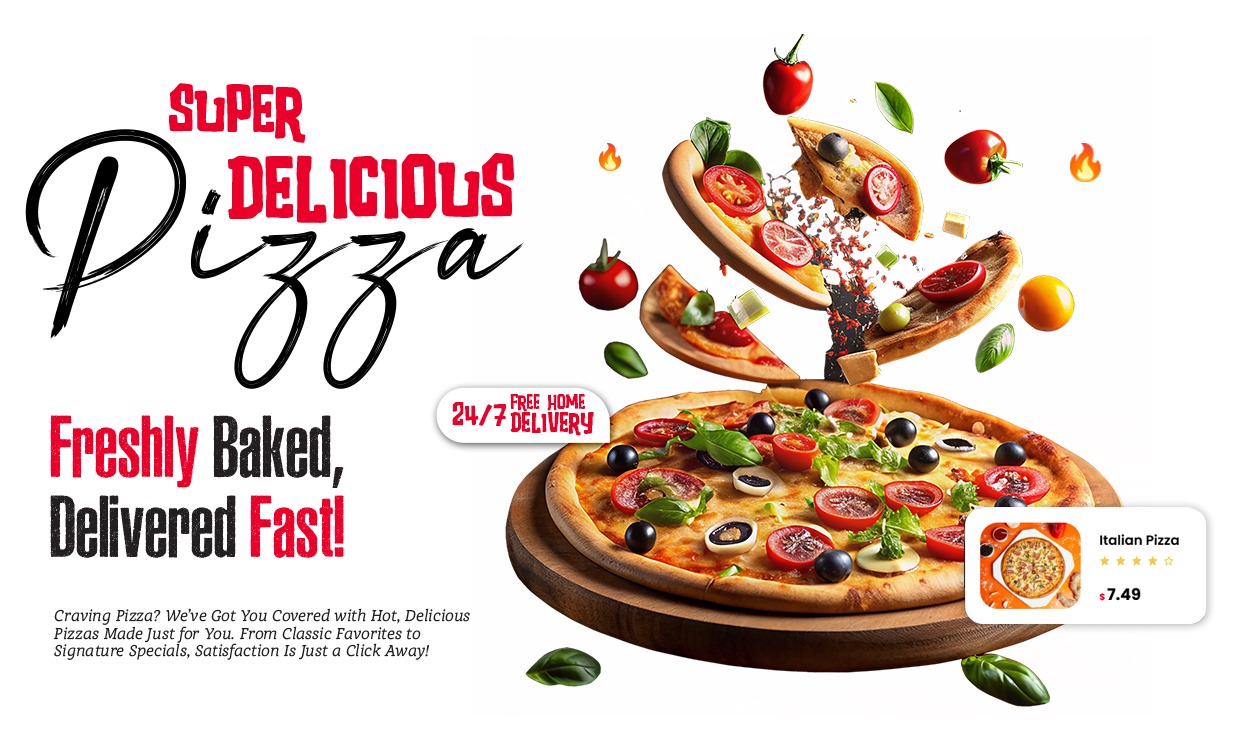 SUPER
DELICIOUS
Pizza
24/7 FREE HOME
DELIVERY
Freshly Baked,
Delivered Fast!
Italian Pizza
$7.49
Craving Pizza? We've Got You Covered with Hot, Delicious
Pizzas Made Just for You. From Classic Favorites to
Signature Specials, Satisfaction Is Just a Click Away!